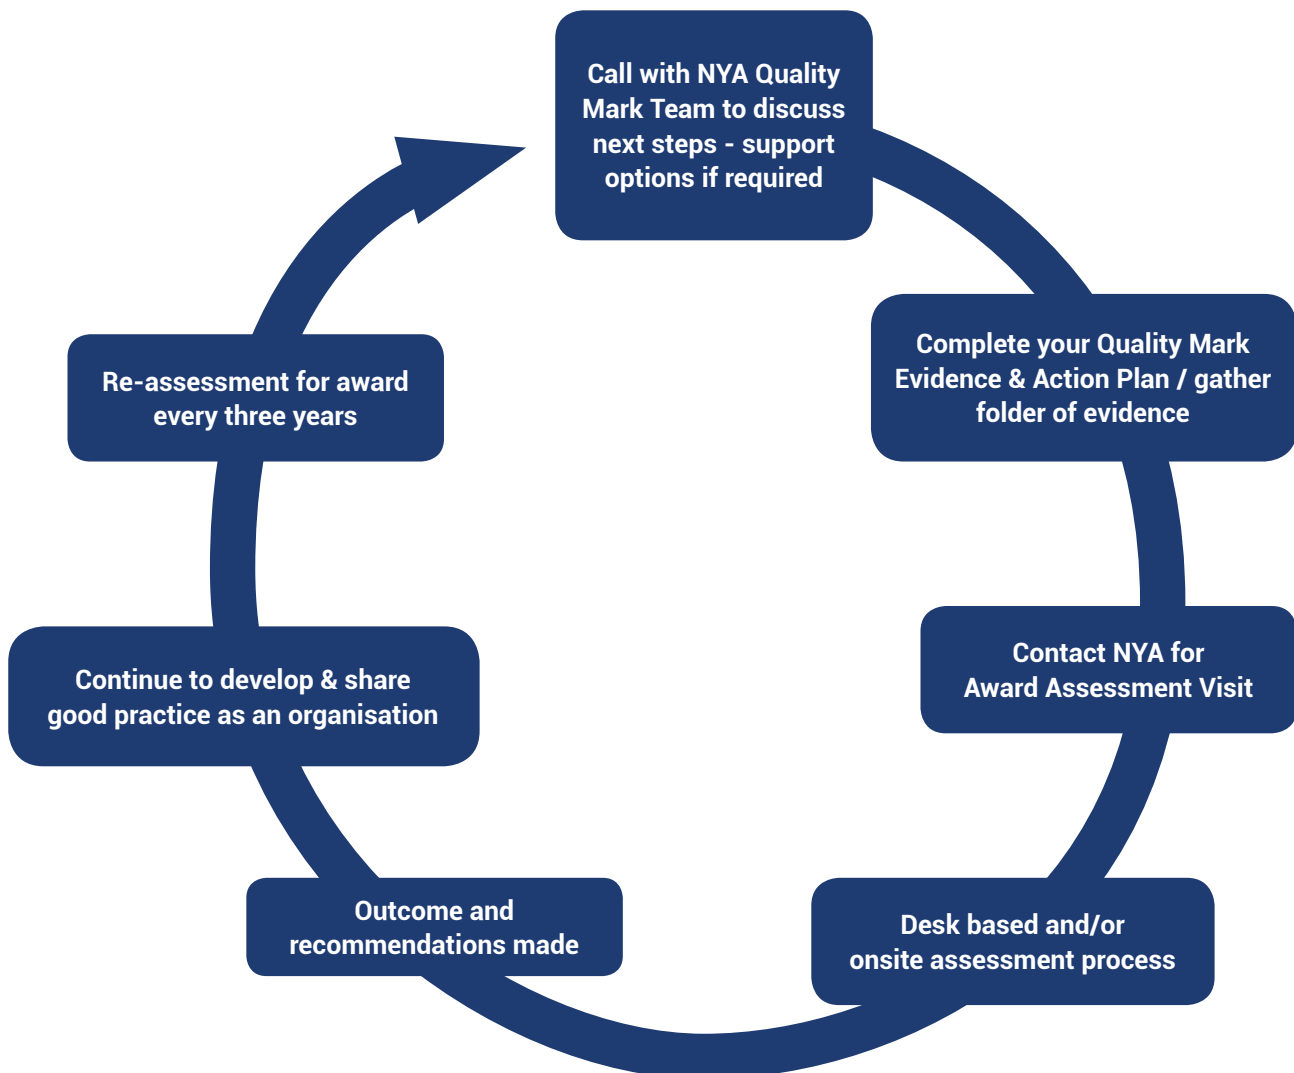 Call with NYA Quality
Mark Team to discuss
next steps - support
options if required
Complete your Quality Mark
Evidence & Action Plan / gather
folder of evidence
Contact NYA for
Award Assessment Visit
Desk based and/or
onsite assessment process
Outcome and
recommendations made
Continue to develop & share
good practice as an organisation
Re-assessment for award
every three years